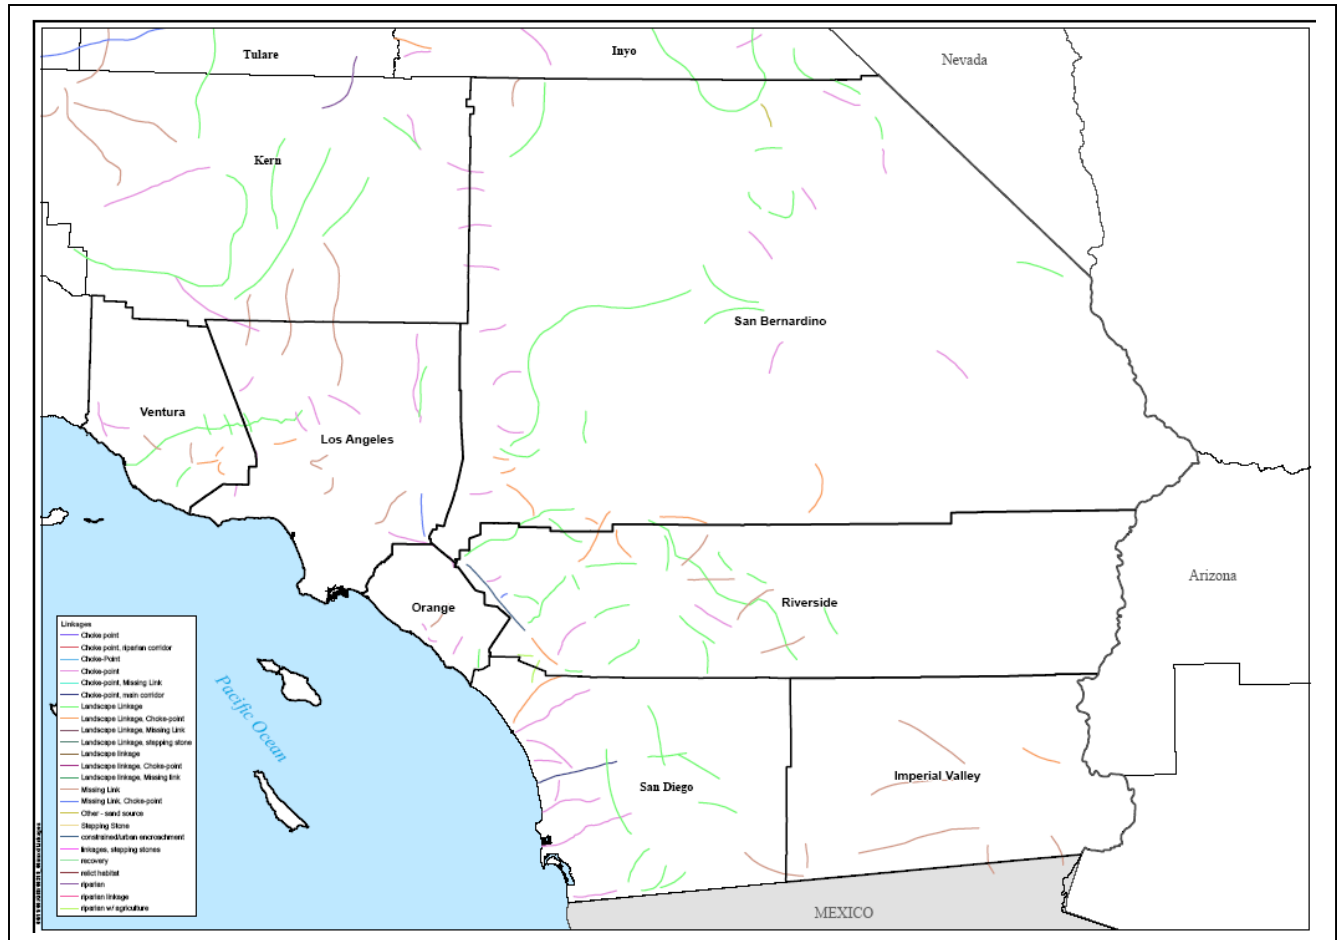 Tulare
Inyo
Nevada
Kern
San Bernardino
Ventura
Los Angeles
Arizona
Orange
Riverside
Pacific Ocean
San Diego
Imperial Valley
MEXICO
Linkages
Choke point
Choke point, riparian corridor
Choke-Point
Choke-point
Choke-point, Missing Link
Choke-point, main corridor
Landscape Linkage
Landscape Linkage, Choke-point
Landscape Linkage, Missing Link
Landscape Linkage, stepping stone
Landscape linkage
Landscape linkage, Choke-point
Landscape linkage, Missing link
Missing Link
Missing Link, Choke-point
Other - sand source
Stepping Stone
constrained/urban encroachment
linkages, stepping stones
recovery
relict habitat
riparian
riparian linkage
riparian w/ agriculture